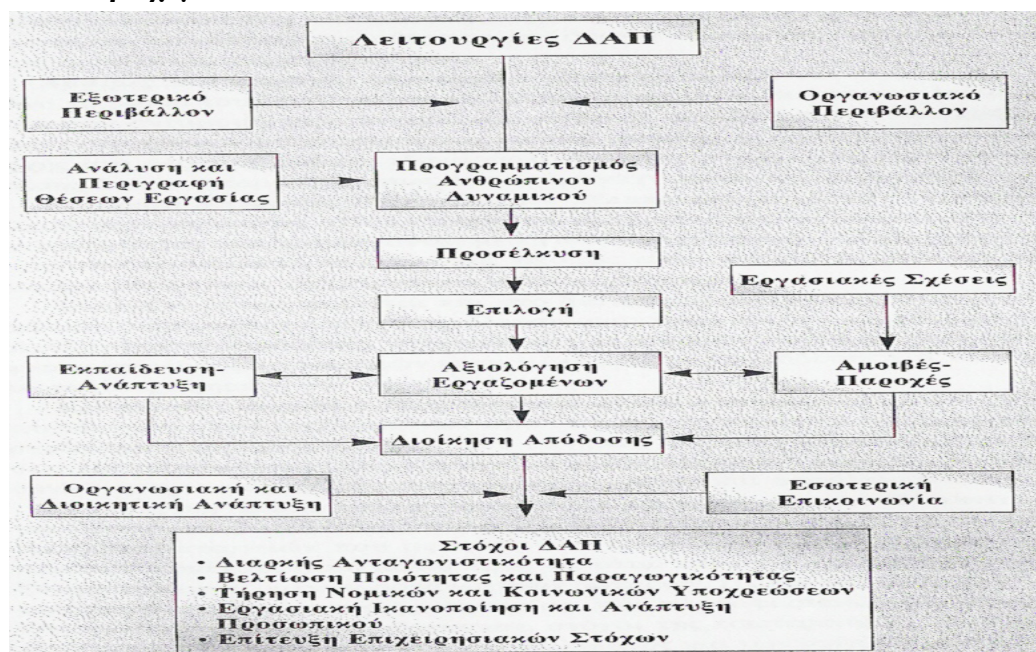 Λειτουργίες ΔΑΠ
Εξωτερικό
Περιβάλλον
Οργανωσιακό
Περιβάλλον
Ανάλυση και
Περιγραφή
Θέσεων Εργασίας
Προγραμματισμός
Ανθρώπινου
Δυναμικού
Προσέλκυση
Εργασιακές Σχέσεις
Επιλογή
Εκπαίδευση-
Ανάπτυξη
Αξιολόγηση
Εργαζομένων
Αμοιβές-
Παροχές
Διοίκηση Απόδοσης
Οργανωσιακή και
Διοικητική Ανάπτυξη
Εσωτερική
Επικοινωνία
Στόχοι ΔΑΠ
• Διαρκής Ανταγωνιστικότητα
• Βελτίωση Ποιότητας και Παραγωγικότητας
• Τήρηση Νομικών και Κοινωνικών Υποχρεώσεων
• Εργασιακή Ικανοποίηση και Ανάπτυξη
Προσωπικού
• Επίτευξη Επιχειρησιακών Στόχων